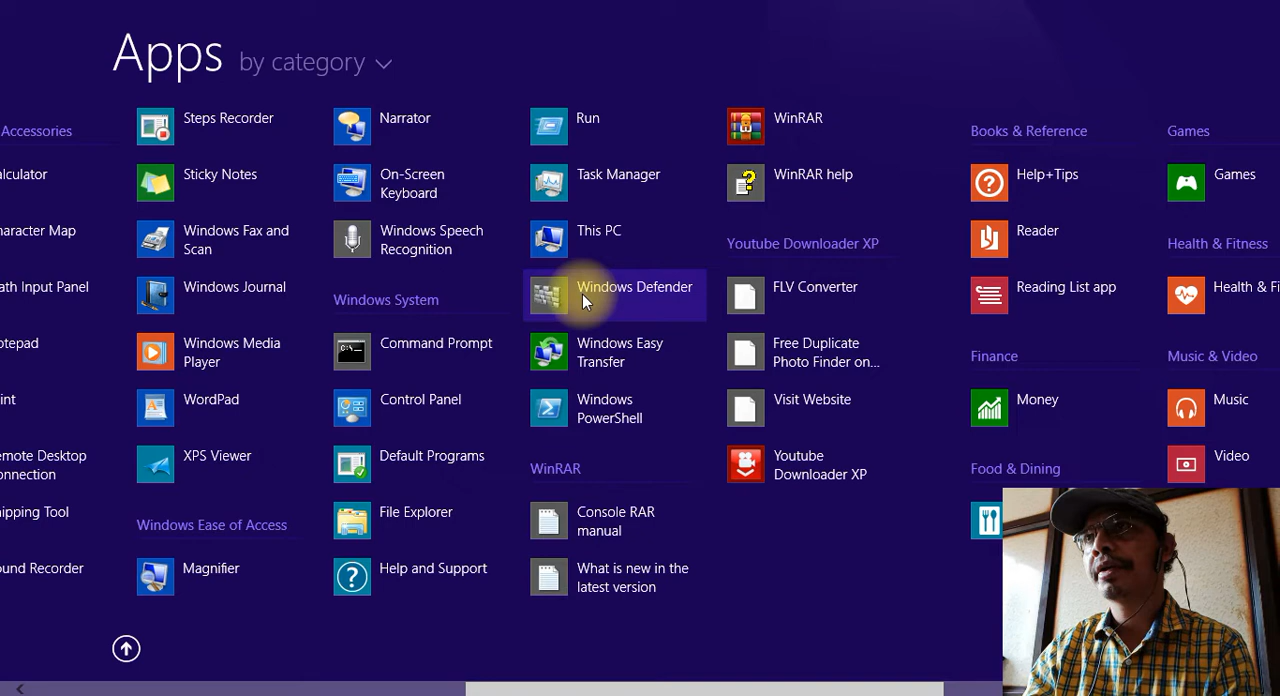 Apps by category
Accessories
alculator
haracter Map
ath Input Panel
otepad
int
emote Desktop
onnection
nipping Tool
ound Recorder
Steps Recorder
Sticky Notes
Windows Fax and
Scan
Windows Journal
Windows Media
Player
WordPad
XPS Viewer
Windows Ease of Access
Magnifier
Narrator
On-Screen
Keyboard
Windows Speech
Recognition
Windows System
Command Prompt
Control Panel
Default Programs
File Explorer
Help and Support
Run
Task Manager
This PC
Windows Defender
Windows Easy
Transfer
Windows
PowerShell
WinRAR
Console RAR
manual
What is new in the
latest version
WinRAR
WinRAR help
Youtube Downloader XP
FLV Converter
Free Duplicate
Photo Finder on...
Visit Website
Youtube
Downloader XP
Books & Reference
Help+Tips
Reader
Reading List app
Finance
Money
Food & Dining
Games
Games
Health & Fitness
Health & Fi
Music & Video
Music
Video